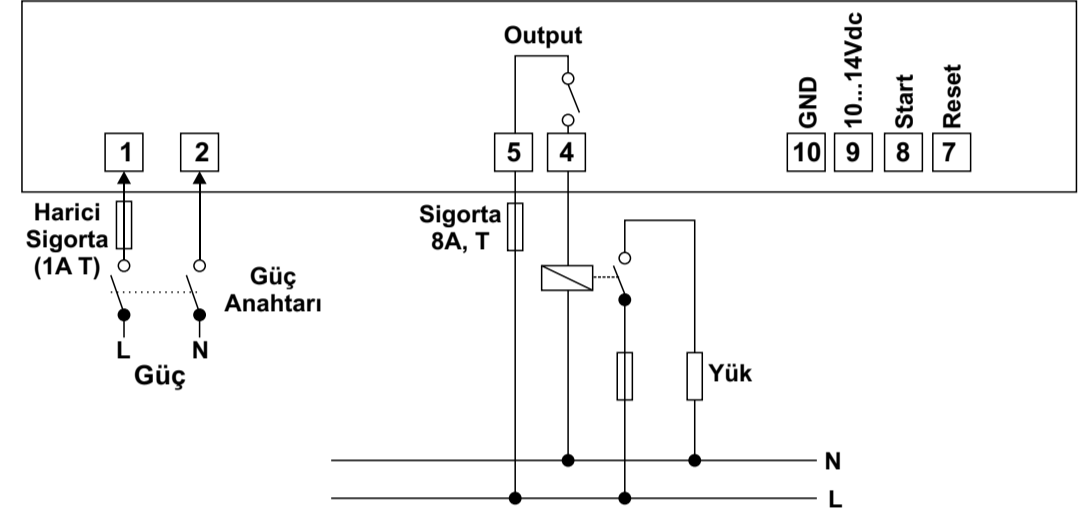 Output
GND
10...14Vdc
Start
Reset
1
2
5
4
10
9
8
7
Harici
Sigorta
(1A T)
Güç
Anahtarı
L
N
Güç
Sigorta
8A, T
Yük
N
L